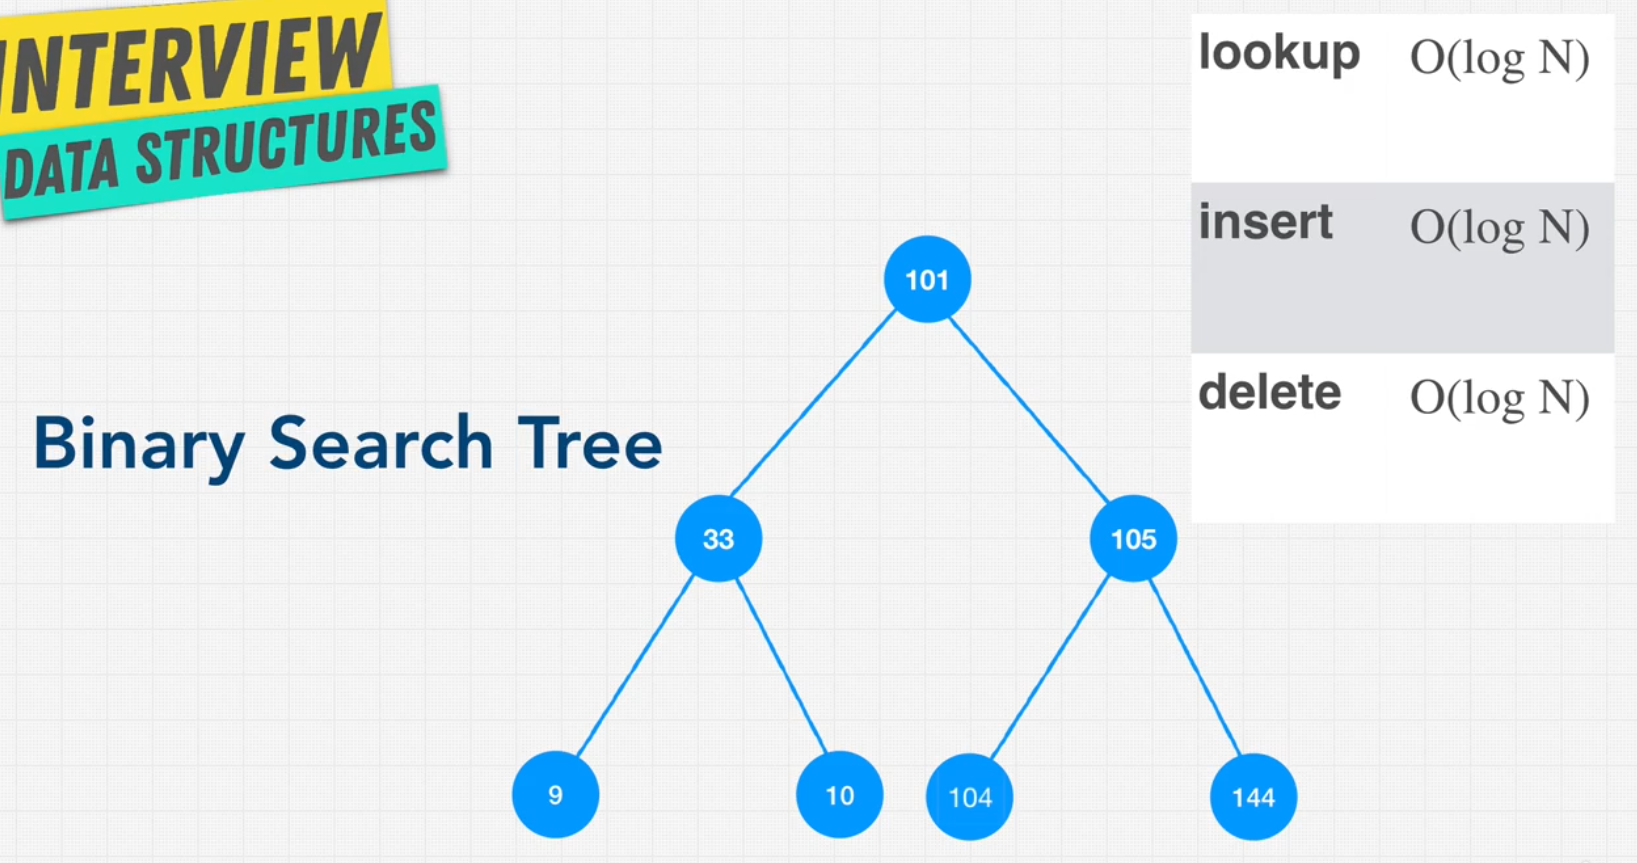 INTERVIEW
DATA STRUCTURES
lookup O(log N)
insert O(log N)
delete O(log N)
Binary Search Tree
101
33 105
9 10 104 144